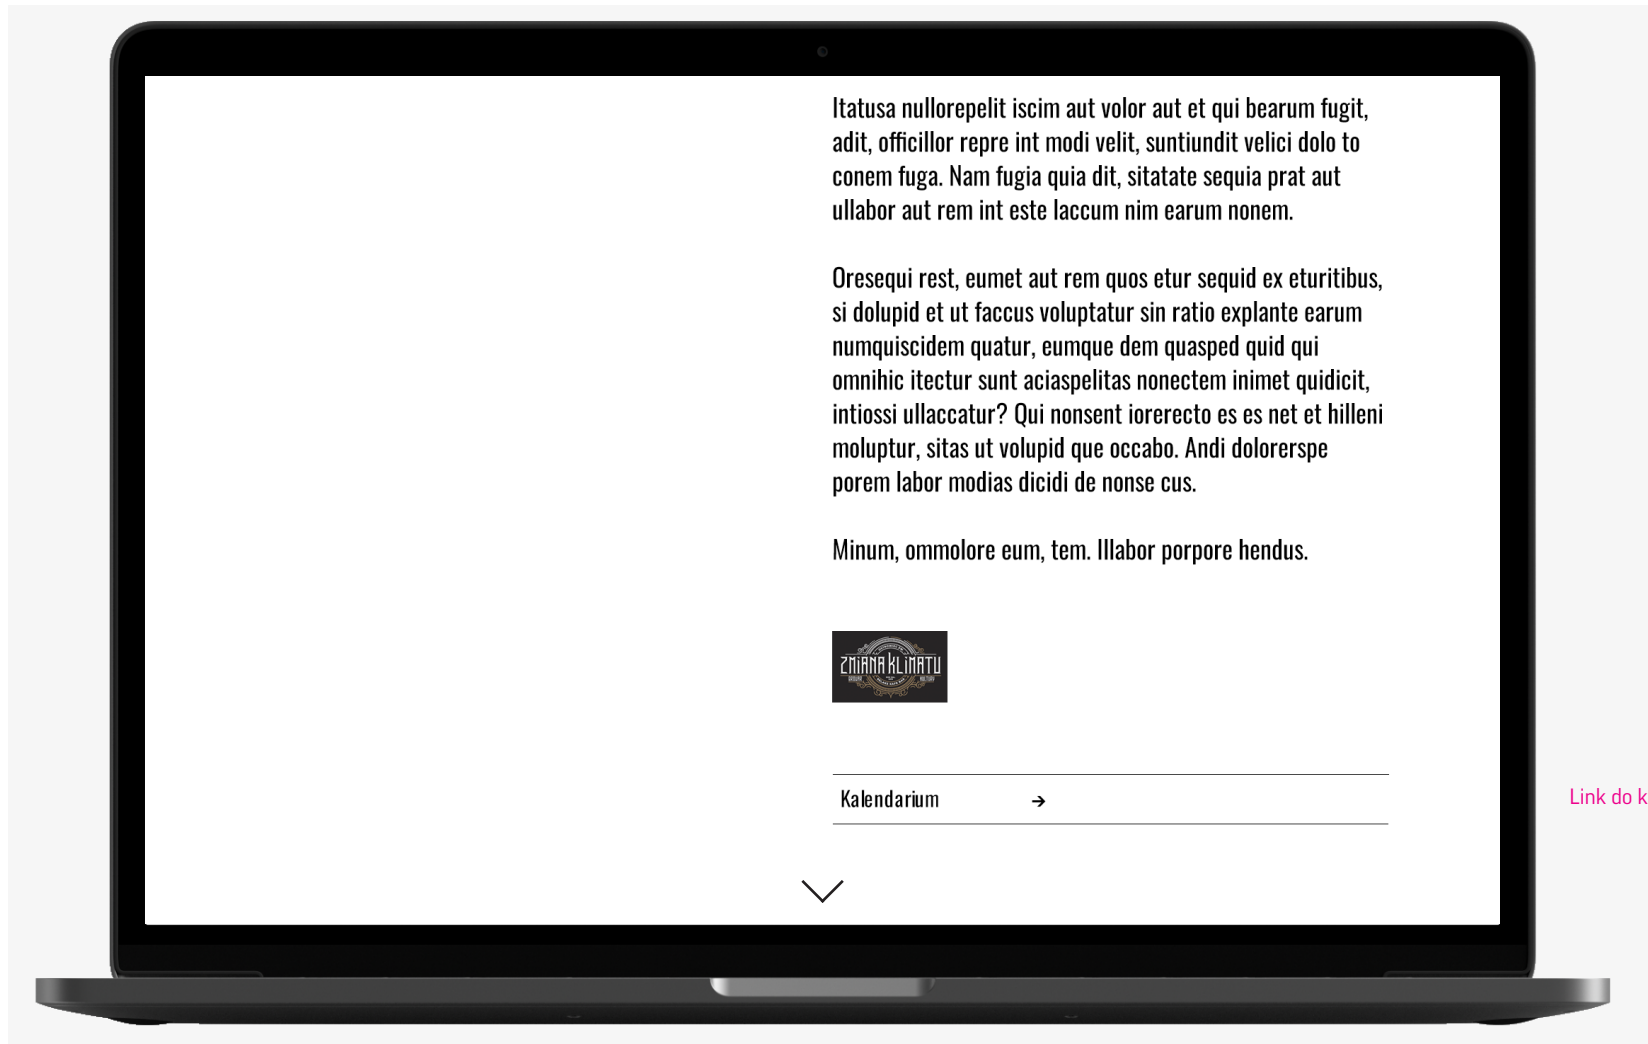 Itatusa nullorepelit iscim aut volor aut et qui bearum fugit,
adit, officillor repre int modi velit, suntiundit velici dolo to
conem fuga. Nam fugia quia dit, sitatate sequia prat aut
ullabor aut rem int este laccum nim earum nonem.
Oresequi rest, eumet aut rem quos etur sequid ex eturitibus,
si dolupid et ut faccus voluptatur sin ratio explante earum
numquiscidem quatur, eumque dem quasped quid qui
omnihic itectur sunt aciaspelitas nonectem inimet quidicit,
intiossi ullaccatur? Qui nonsent iorerecto es es net et hilleni
moluptur, sitas ut volupid que occabo. Andi dolorerspe
porem labor modias dicidi de nonse cus.
Minum, ommolore eum, tem. Illabor porpore hendus.
ZMIANA KLIMATU
Kalendarium →
Link do k